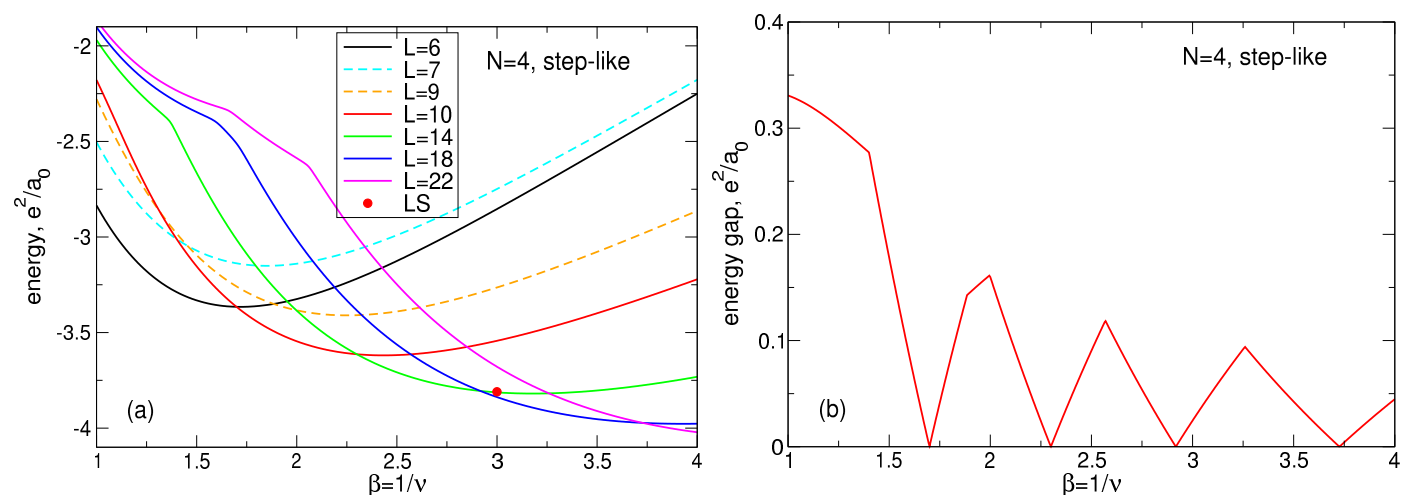 -2
-2.5
-3
-3.5
-4
energy, e²/a₀
L=6
L=7
L=9
L=10
L=14
L=18
L=22
LS
N=4, step-like
(a)
1 1.5 2 2.5 3 3.5 4
β=1/ν
0.4
0.3
0.2
0.1
0
energy gap, e²/a₀
N=4, step-like
(b)
1 1.5 2 2.5 3 3.5 4
β=1/ν